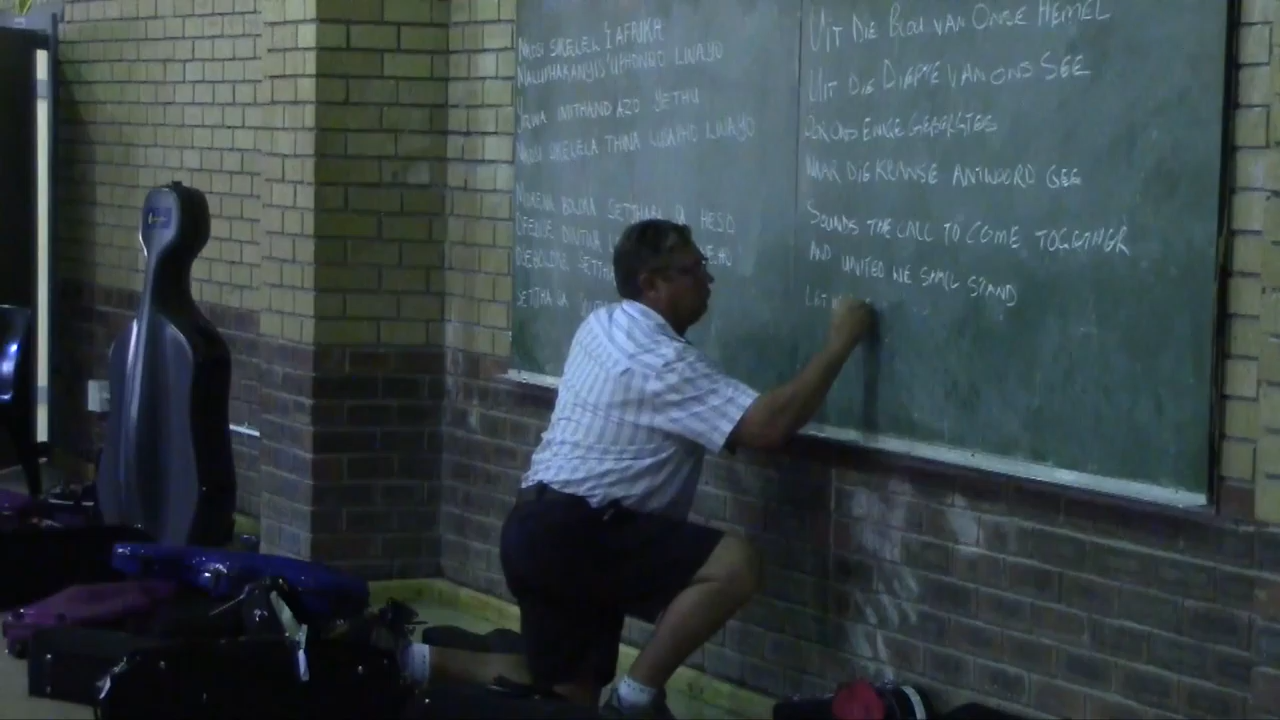 NKOSI SIKELEL' IAFRIKA
MALUPHAKANYIS'UPHONDO LWAYO
YIZWA IMITHANDAZO YETHU
NKOSI SIKELELA THINA LUSAPHO LWAYO
MORENA BOLOKA SETJHABA SA HESO
SETJHABA
UIT DIE BLOU VAN ONSE HEMEL
UIT DIE DIEPTE VAN ONS SEE
OOR ONS EWIGE GEBERGTES
WAAR DIE KRANSE ANTWOORD GEE
SOUNDS THE CALL TO COME TOGETHER
AND UNITED WE SHALL STAND
LET